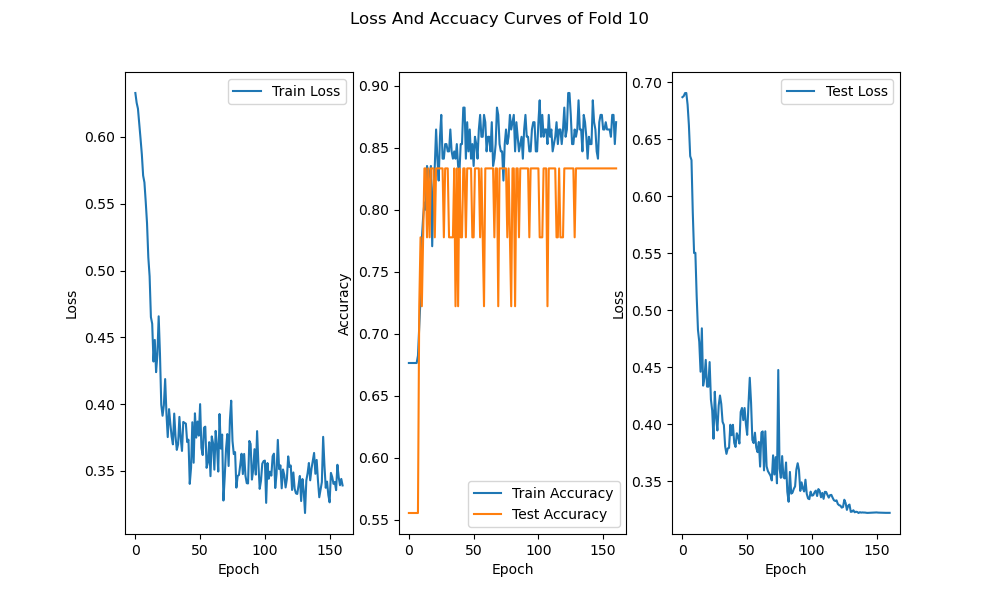 Loss And Accuacy Curves of Fold 10
Train Loss
0.60
0.55
0.50
0.45
0.40
0.35
Loss
0 50 100 150
Epoch
0.90
0.85
0.80
0.75
0.70
0.65
0.60
0.55
Accuracy
Train Accuracy
Test Accuracy
0 50 100 150
Epoch
Test Loss
0.70
0.65
0.60
0.55
0.50
0.45
0.40
0.35
Loss
0 50 100 150
Epoch